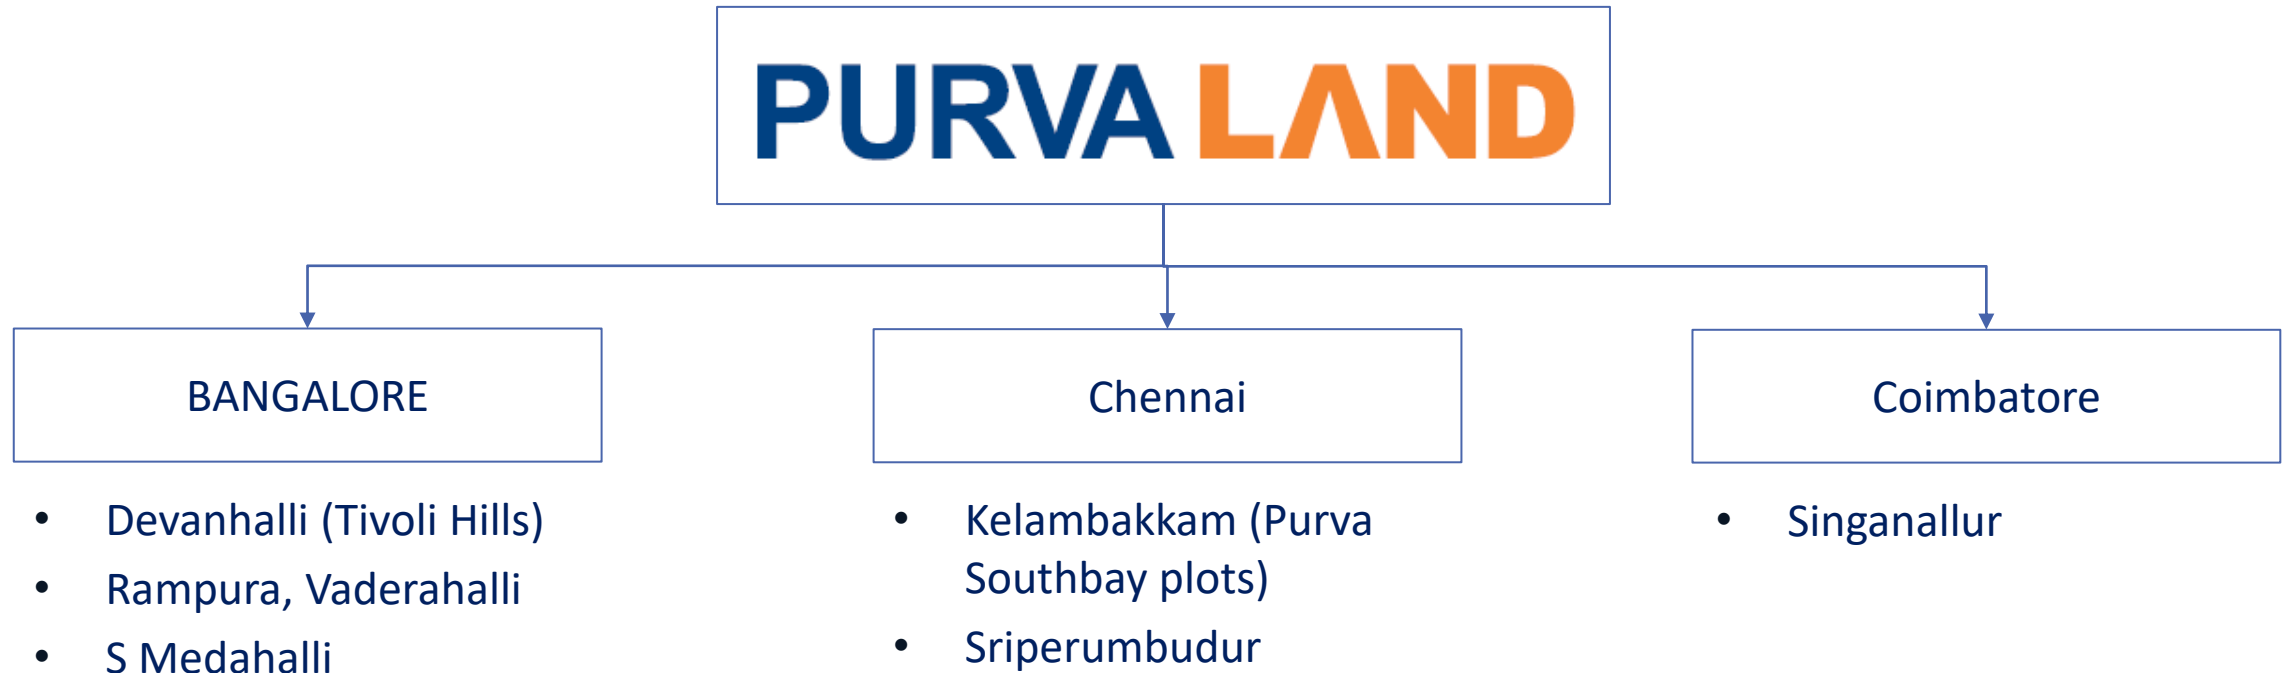 PURVA LAND
BANGALORE
• Devanhalli (Tivoli Hills)
• Rampura, Vaderahalli
• S Medahalli
Chennai
• Kelambakkam (Purva
Southbay plots)
• Sriperumbudur
Coimbatore
• Singanallur